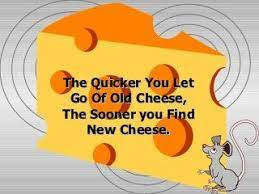 The Quicker You Let
Go Of Old Cheese,
The Sooner you Find
New Cheese.